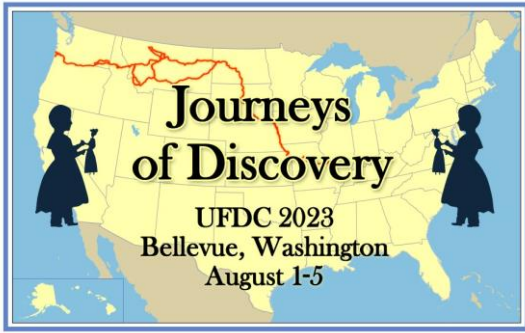 Journeys
of Discovery
UFDC 2023
Bellevue, Washington
August 1-5